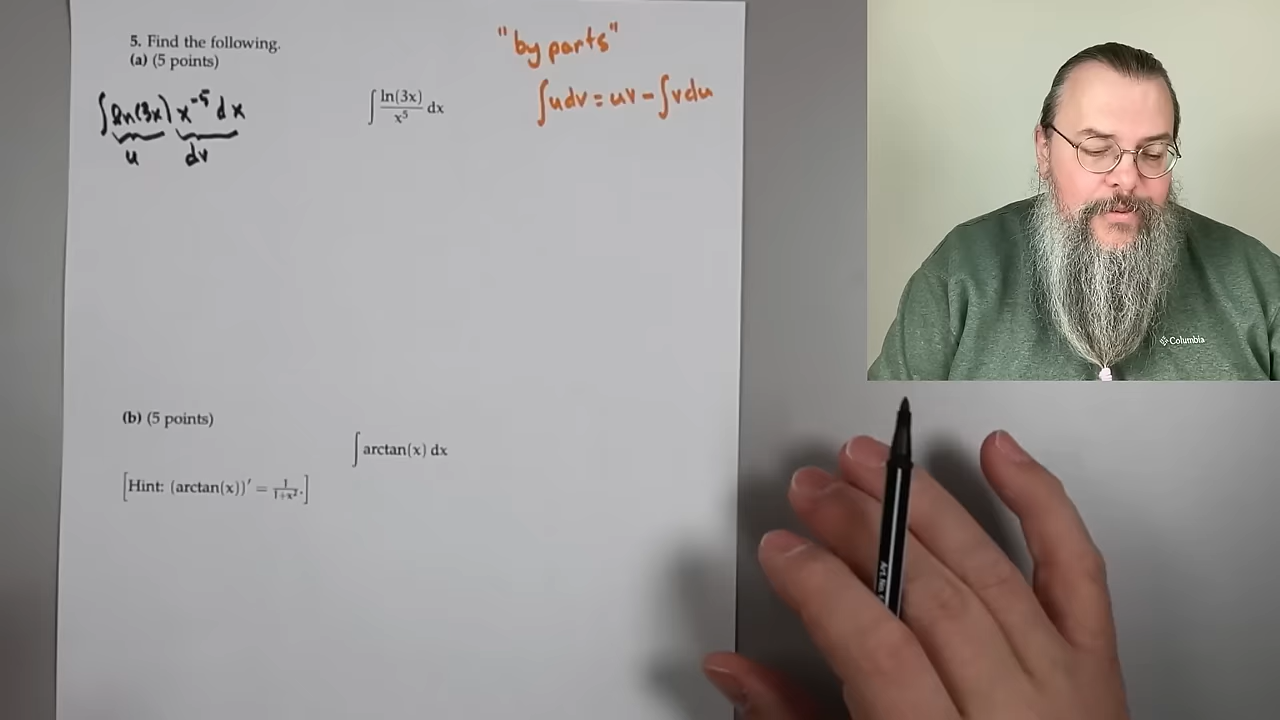 5. Find the following.
(a) (5 points)
"by parts"
∫udv = uv - ∫vdu
∫ln(3x) x⁻⁵ dx
u dv
∫ ln(3x)/x⁵ dx
Columbia
(b) (5 points)
∫ arctan(x) dx
[Hint: (arctan(x))′ = 1/(1+x²).]